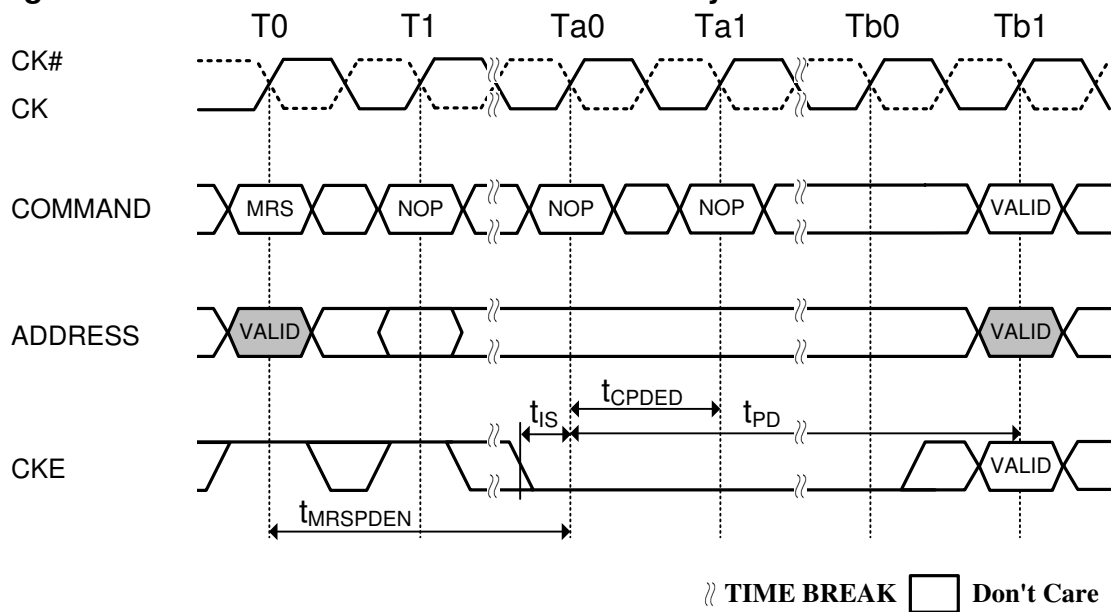 T0 T1 Ta0 Ta1 Tb0 Tb1
CK#
CK
COMMAND MRS NOP NOP NOP VALID
ADDRESS VALID VALID
tCPDED
tIS tPD
CKE VALID
tMRSPDEN
TIME BREAK Don't Care